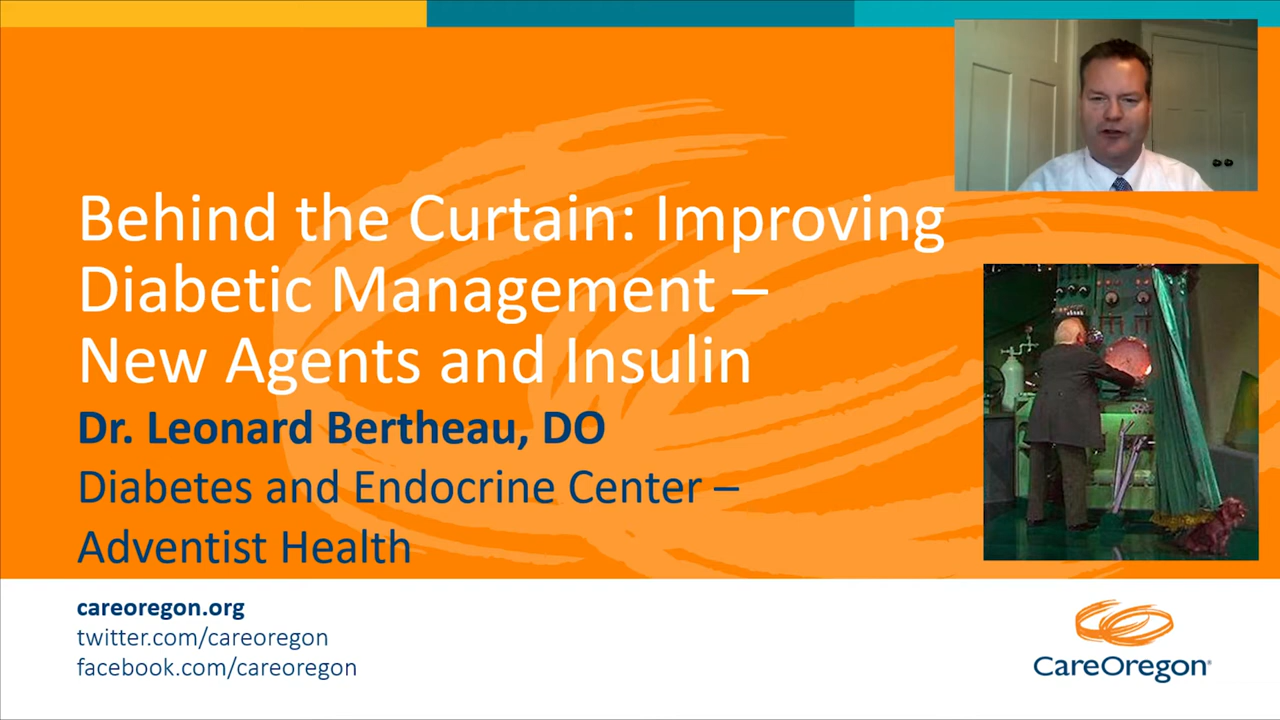 Behind the Curtain: Improving
Diabetic Management –
New Agents and Insulin
Dr. Leonard Bertheau, DO
Diabetes and Endocrine Center –
Adventist Health
careoregon.org
twitter.com/careoregon
facebook.com/careoregon
CareOregon®